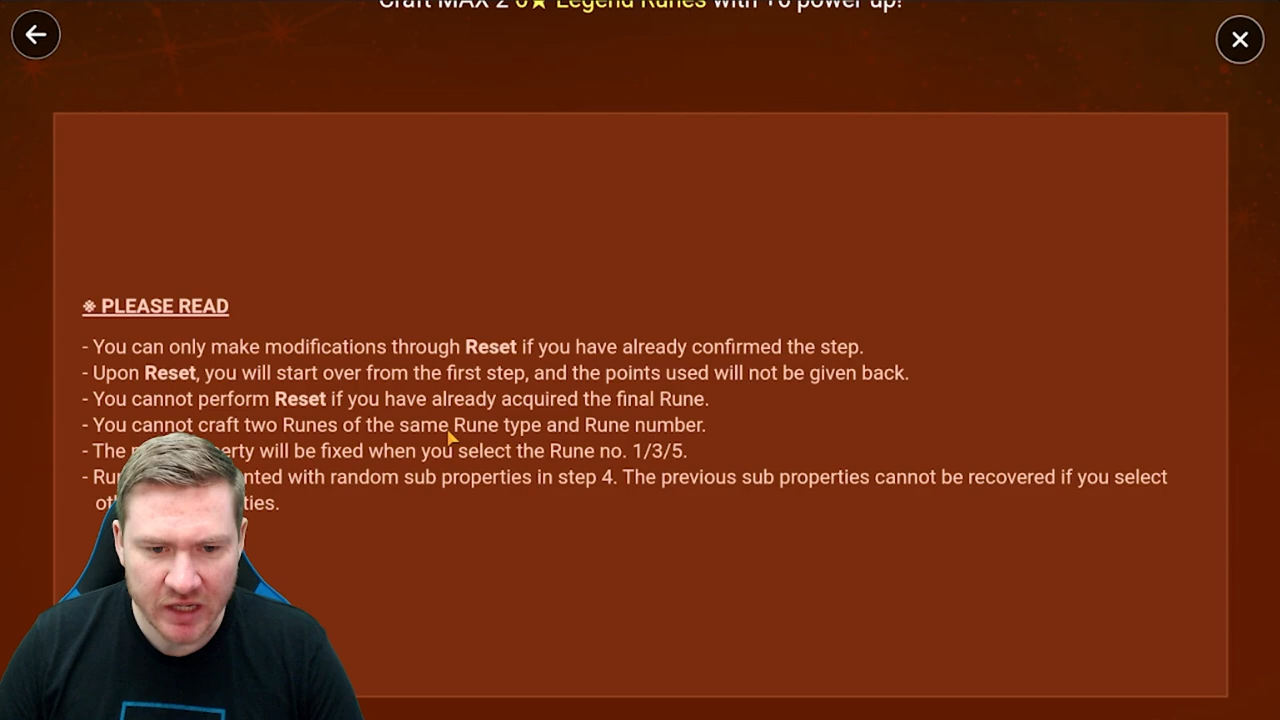 Craft MAX 2 6★ Legend Runes with +6 power up!
※ PLEASE READ
- You can only make modifications through Reset if you have already confirmed the step.
- Upon Reset, you will start over from the first step, and the points used will not be given back.
- You cannot perform Reset if you have already acquired the final Rune.
- You cannot craft two Runes of the same Rune type and Rune number.
- The will be fixed when you select the Rune no. 1/3/5.
- with random sub properties in step 4. The previous sub properties cannot be recovered if you select